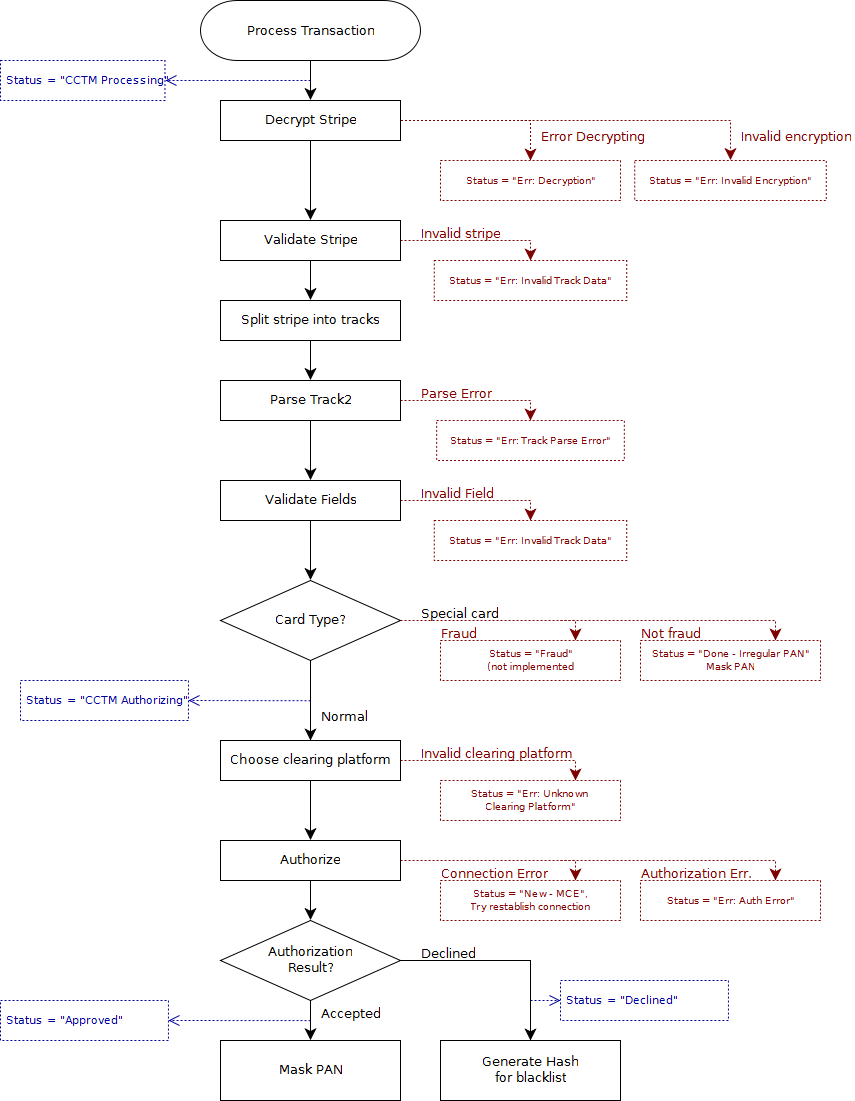 Process Transaction
Status = "CCTM Processing"
Decrypt Stripe
Error Decrypting
Invalid encryption
Status = "Err: Decryption"
Status = "Err: Invalid Encryption"
Validate Stripe
Invalid stripe
Status = "Err: Invalid Track Data"
Split stripe into tracks
Parse Track2
Parse Error
Status = "Err: Track Parse Error"
Validate Fields
Invalid Field
Status = "Err: Invalid Track Data"
Card Type?
Special card
Fraud
Not fraud
Status = "Fraud"
(not implemented
Status = "Done - Irregular PAN"
Mask PAN
Status = "CCTM Authorizing"
Normal
Choose clearing platform
Invalid clearing platform
Status = "Err: Unknown
Clearing Platform"
Authorize
Connection Error
Authorization Err.
Status = "New - MCE",
Try restablish connection
Status = "Err: Auth Error"
Authorization
Result?
Declined
Status = "Declined"
Accepted
Status = "Approved"
Mask PAN
Generate Hash
for blacklist